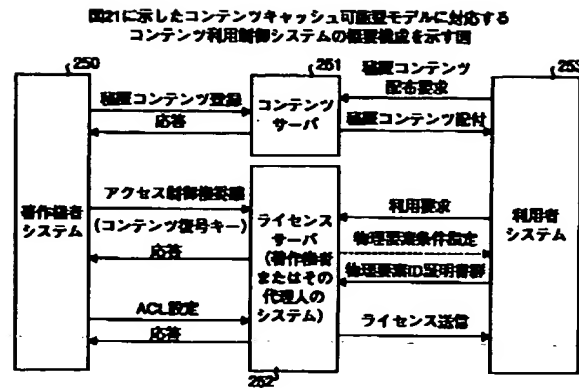 図21に示したコンテンツキャッシュ可能型モデルに対応する
コンテンツ利用制御システムの概要構成を示す図
250
251
253
秘匿コンテンツ登録
応答
コンテンツ
サーバ
秘匿コンテンツ
配布要求
秘匿コンテンツ配付
著作権者
システム
アクセス制御権委譲
(コンテンツ復号キー)
応答
ACL設定
応答
ライセンス
サーバ
(著作権者
またはその
代理人の
システム)
利用要求
物理要素条件指定
物理要素ID証明書群
ライセンス送信
利用者
システム
252